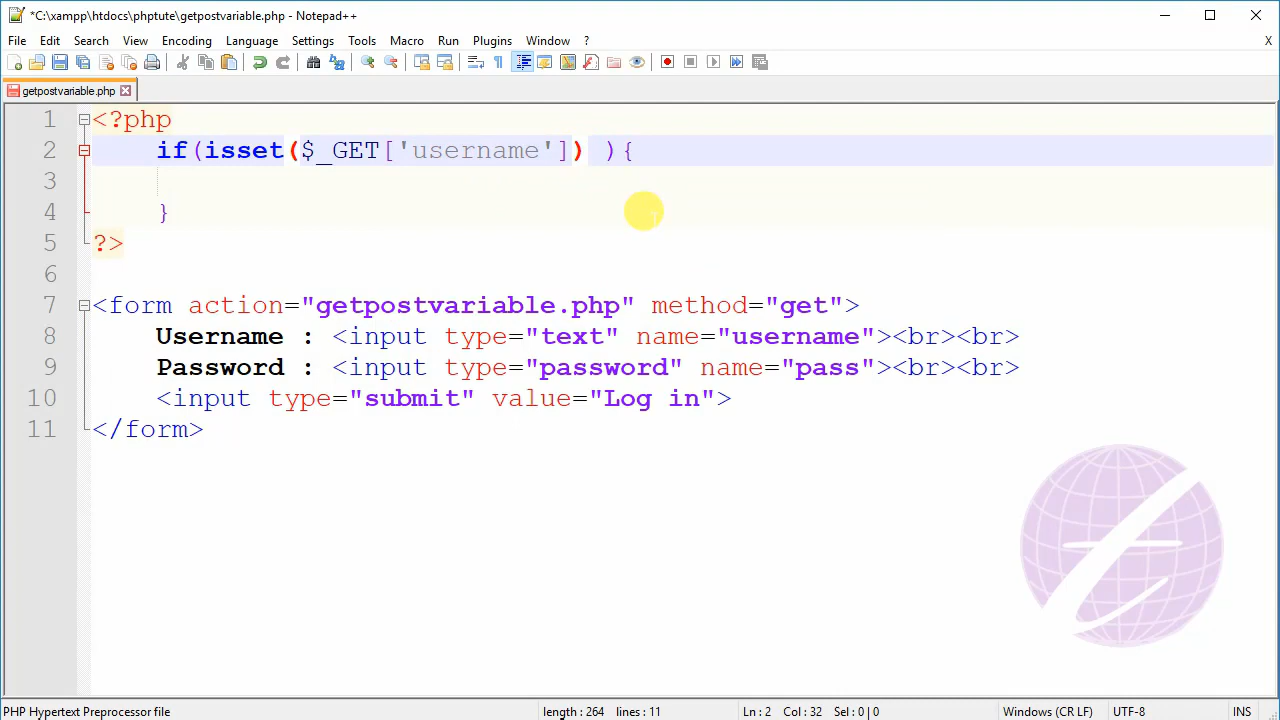 *C:\xampp\htdocs\phptute\getpostvariable.php - Notepad++
File Edit Search View Encoding Language Settings Tools Macro Run Plugins Window ? X
getpostvariable.php
1 <?php
2 if(isset($_GET['username']) ){
3
4 }
5 ?>
6
7 <form action="getpostvariable.php" method="get">
8 Username : <input type="text" name="username"><br><br>
9 Password : <input type="password" name="pass"><br><br>
10 <input type="submit" value="Log in">
11 </form>
PHP Hypertext Preprocessor file length : 264 lines : 11 Ln : 2 Col : 32 Sel : 0 | 0 Windows (CR LF) UTF-8 INS